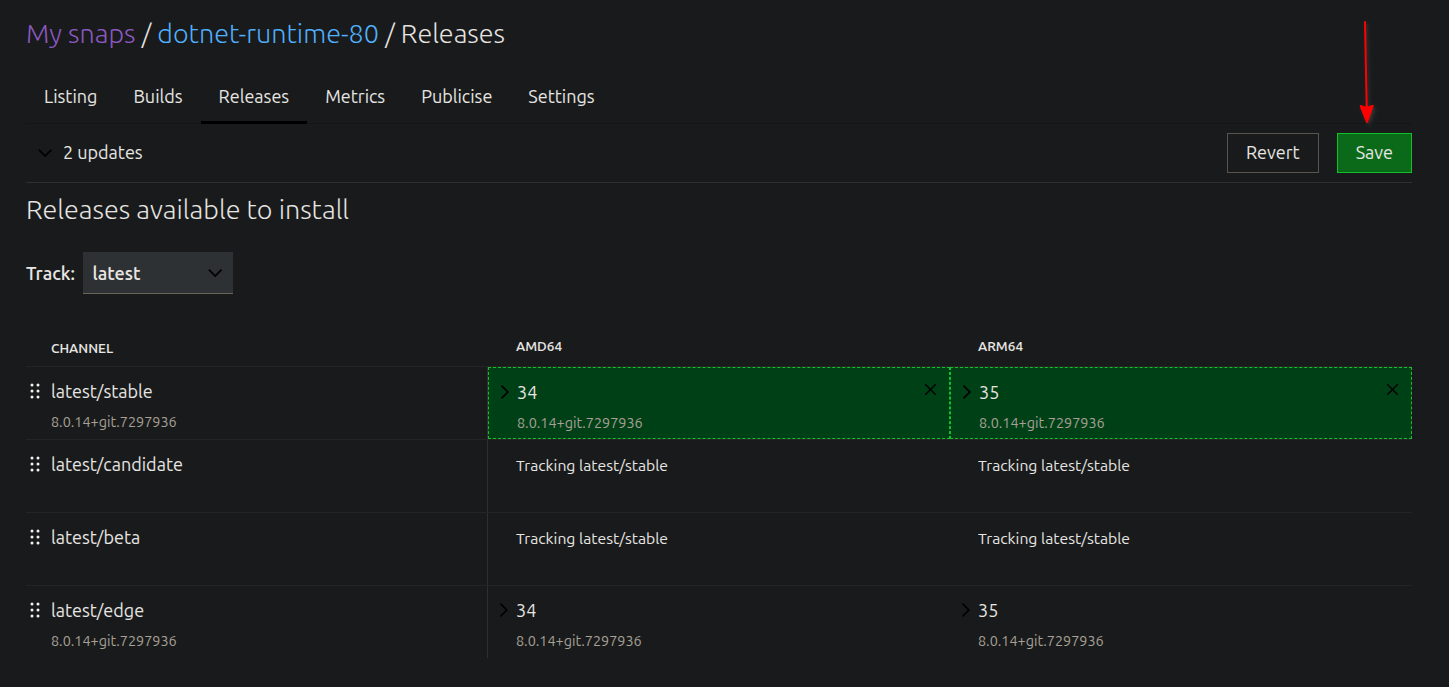 My snaps / dotnet-runtime-80 / Releases
Listing Builds Releases Metrics Publicise Settings
2 updates Revert Save
Releases available to install
Track: latest
CHANNEL AMD64 ARM64
latest/stable 34 35
8.0.14+git.7297936 8.0.14+git.7297936 8.0.14+git.7297936
latest/candidate Tracking latest/stable Tracking latest/stable
latest/beta Tracking latest/stable Tracking latest/stable
latest/edge 34 35
8.0.14+git.7297936 8.0.14+git.7297936 8.0.14+git.7297936